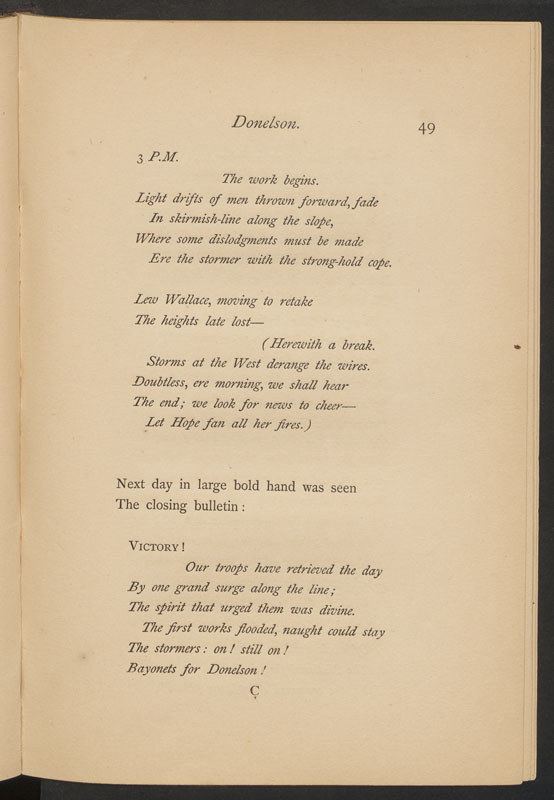 Donelson. 49
3 P.M.
The work begins.
Light drifts of men thrown forward, fade
In skirmish-line along the slope,
Where some dislodgments must be made
Ere the stormer with the strong-hold cope.
Lew Wallace, moving to retake
The heights late lost—
(Herewith a break.
Storms at the West derange the wires.
Doubtless, ere morning, we shall hear
The end; we look for news to cheer—
Let Hope fan all her fires.)
Next day in large bold hand was seen
The closing bulletin:
VICTORY!
Our troops have retrieved the day
By one grand surge along the line;
The spirit that urged them was divine.
The first works flooded, naught could stay
The stormers: on! still on!
Bayonets for Donelson!
C